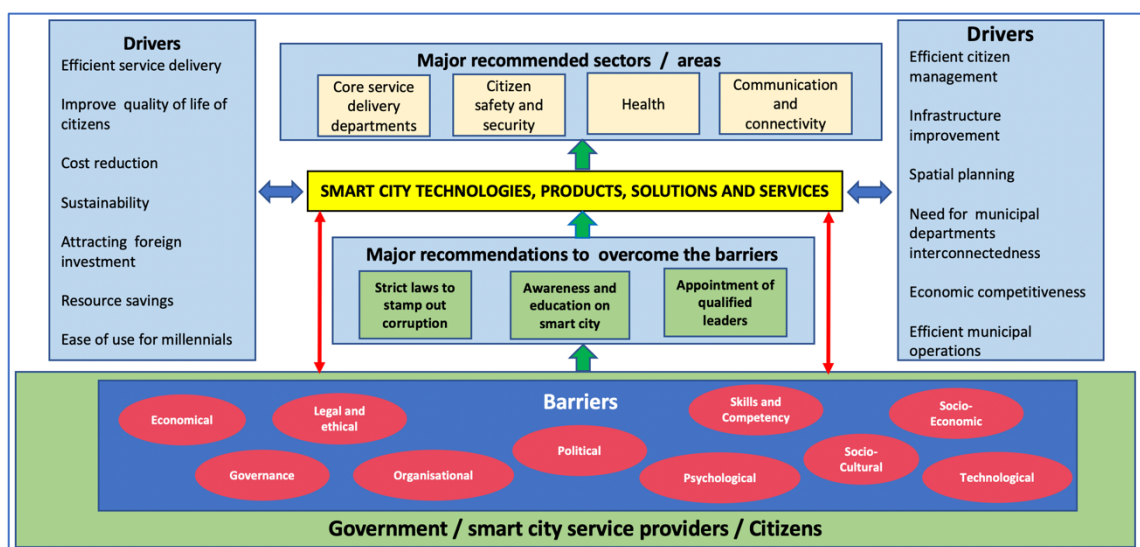 Drivers
Efficient service delivery
Improve quality of life of
citizens
Cost reduction
Sustainability
Attracting foreign
investment
Resource savings
Ease of use for millennials
Major recommended sectors / areas
Core service
delivery
departments
Citizen
safety and
security
Health
Communication
and
connectivity
SMART CITY TECHNOLOGIES, PRODUCTS, SOLUTIONS AND SERVICES
Major recommendations to overcome the barriers
Strict laws to
stamp out
corruption
Awareness and
education on
smart city
Appointment of
qualified
leaders
Drivers
Efficient citizen
management
Infrastructure
improvement
Spatial planning
Need for municipal
departments
interconnectedness
Economic competitiveness
Efficient municipal
operations
Barriers
Economical
Legal and
ethical
Skills and
Competency
Socio-
Economic
Governance
Organisational
Political
Psychological
Socio-
Cultural
Technological
Government / smart city service providers / Citizens